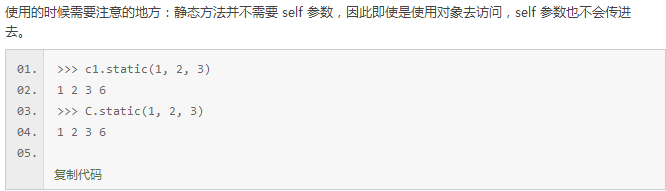 使用的时候需要注意的地方：静态方法并不需要 self 参数，因此即使是使用对象去访问，self 参数也不会传进
去。
01. >>> c1.static(1, 2, 3)
02. 1 2 3 6
03. >>> C.static(1, 2, 3)
04. 1 2 3 6
05.
复制代码